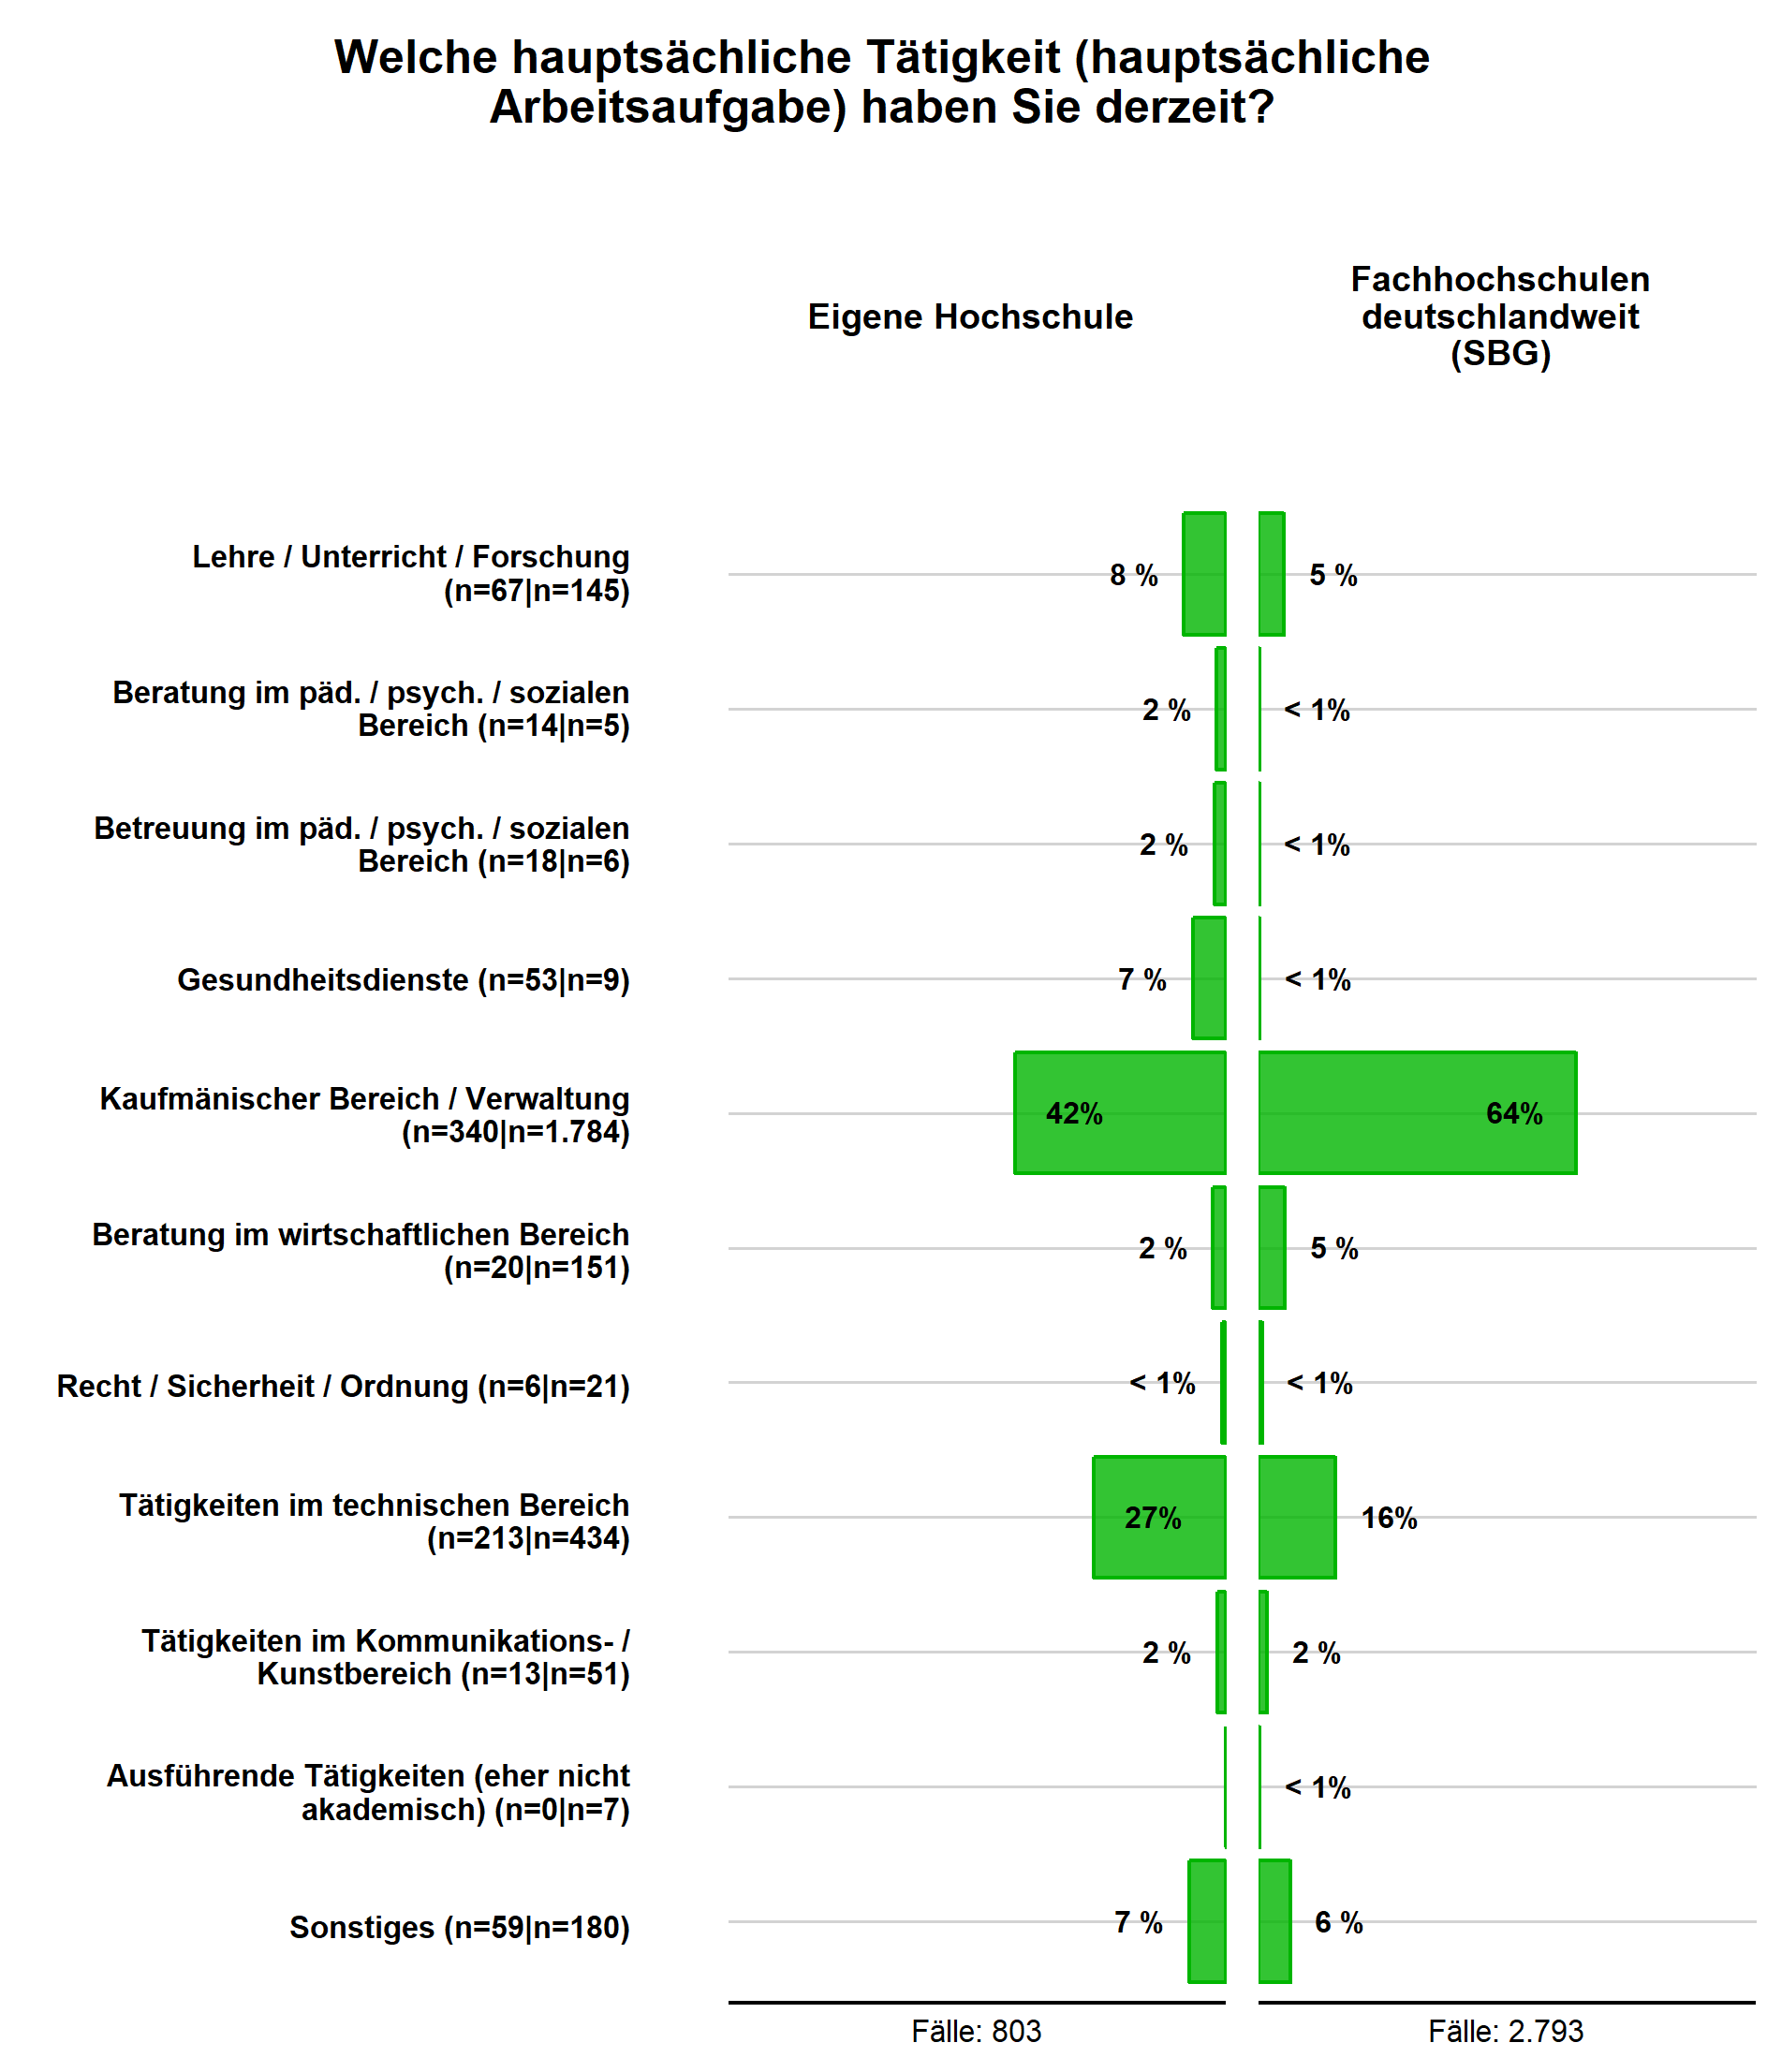 Welche hauptsächliche Tätigkeit (hauptsächliche
Arbeitsaufgabe) haben Sie derzeit?
Eigene Hochschule
Fachhochschulen
deutschlandweit
(SBG)
Lehre / Unterricht / Forschung
(n=67|n=145)
8 %
5 %
Beratung im päd. / psych. / sozialen
Bereich (n=14|n=5)
2 %
< 1%
Betreuung im päd. / psych. / sozialen
Bereich (n=18|n=6)
2 %
< 1%
Gesundheitsdienste (n=53|n=9)
7 %
< 1%
Kaufmänischer Bereich / Verwaltung
(n=340|n=1.784)
42%
64%
Beratung im wirtschaftlichen Bereich
(n=20|n=151)
2 %
5 %
Recht / Sicherheit / Ordnung (n=6|n=21)
< 1%
< 1%
Tätigkeiten im technischen Bereich
(n=213|n=434)
27%
16%
Tätigkeiten im Kommunikations- /
Kunstbereich (n=13|n=51)
2 %
2 %
Ausführende Tätigkeiten (eher nicht
akademisch) (n=0|n=7)
< 1%
Sonstiges (n=59|n=180)
7 %
6 %
Fälle: 803
Fälle: 2.793